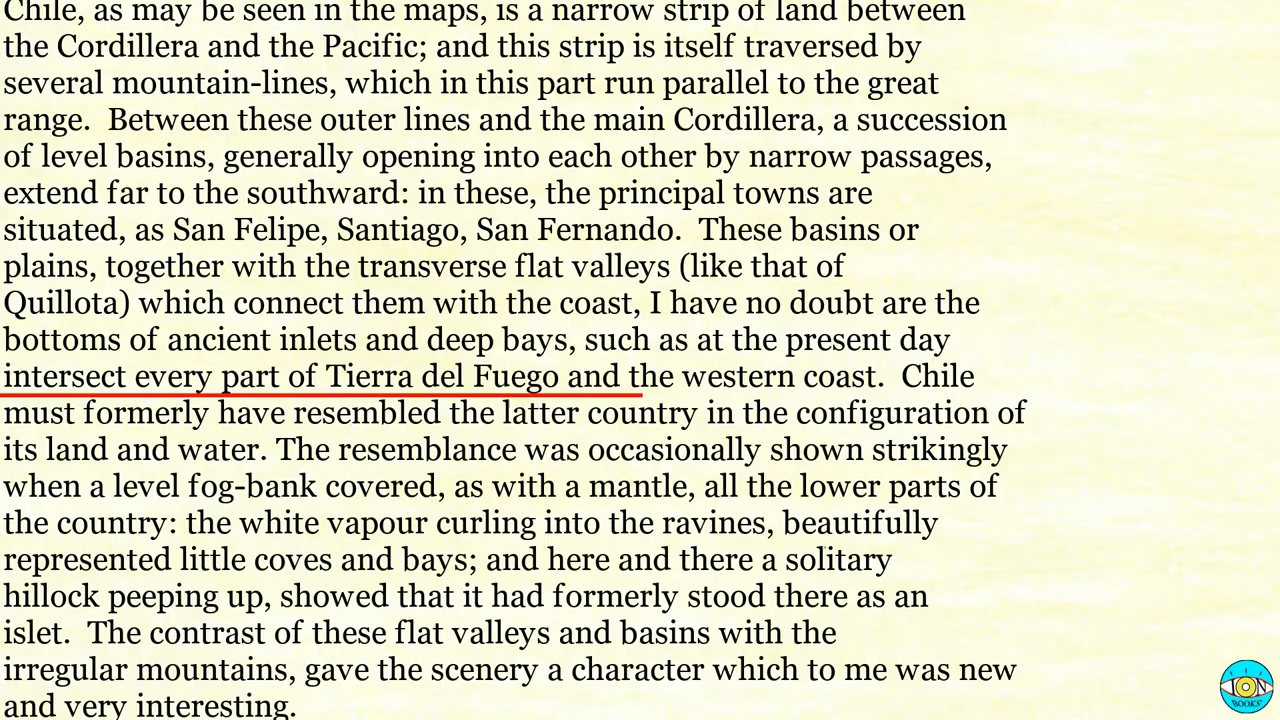 Chile, as may be seen in the maps, is a narrow strip of land between
the Cordillera and the Pacific; and this strip is itself traversed by
several mountain-lines, which in this part run parallel to the great
range.  Between these outer lines and the main Cordillera, a succession
of level basins, generally opening into each other by narrow passages,
extend far to the southward: in these, the principal towns are
situated, as San Felipe, Santiago, San Fernando.  These basins or
plains, together with the transverse flat valleys (like that of
Quillota) which connect them with the coast, I have no doubt are the
bottoms of ancient inlets and deep bays, such as at the present day
intersect every part of Tierra del Fuego and the western coast.  Chile
must formerly have resembled the latter country in the configuration of
its land and water. The resemblance was occasionally shown strikingly
when a level fog-bank covered, as with a mantle, all the lower parts of
the country: the white vapour curling into the ravines, beautifully
represented little coves and bays; and here and there a solitary
hillock peeping up, showed that it had formerly stood there as an
islet.  The contrast of these flat valleys and basins with the
irregular mountains, gave the scenery a character which to me was new
and very interesting.
ION
BOOKS